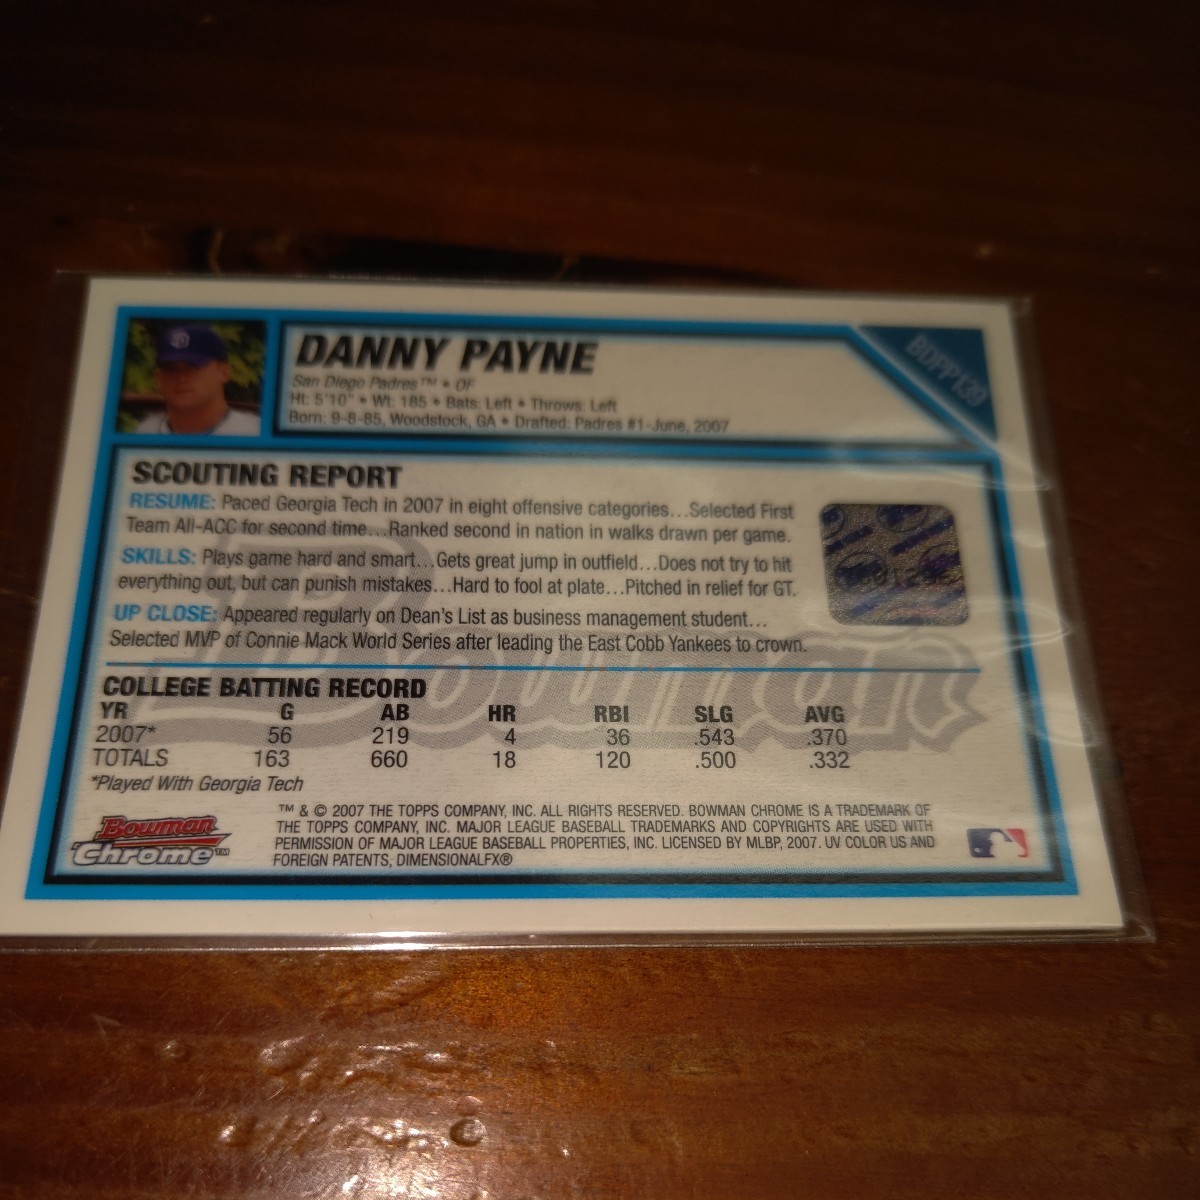 DANNY PAYNE
BDPP139
San Diego Padres™ • OF
Ht: 5'10" • Wt: 185 • Bats: Left • Throws: Left
Born: 9-8-85, Woodstock, GA • Drafted: Padres #1-June, 2007
SCOUTING REPORT
RESUME: Paced Georgia Tech in 2007 in eight offensive categories...Selected First
Team All-ACC for second time...Ranked second in nation in walks drawn per game.
SKILLS: Plays game hard and smart...Gets great jump in outfield...Does not try to hit
everything out, but can punish mistakes...Hard to fool at plate...Pitched in relief for GT.
UP CLOSE: Appeared regularly on Dean's List as business management student...
Selected MVP of Connie Mack World Series after leading the East Cobb Yankees to crown.
Bowman
COLLEGE BATTING RECORD
YR G AB HR RBI SLG AVG
2007* 56 219 4 36 .543 .370
TOTALS 163 660 18 120 .500 .332
*Played With Georgia Tech
Bowman
Chrome™
™ & © 2007 THE TOPPS COMPANY, INC. ALL RIGHTS RESERVED. BOWMAN CHROME IS A TRADEMARK OF
THE TOPPS COMPANY, INC. MAJOR LEAGUE BASEBALL TRADEMARKS AND COPYRIGHTS ARE USED WITH
PERMISSION OF MAJOR LEAGUE BASEBALL PROPERTIES, INC. LICENSED BY MLBP, 2007. UV COLOR US AND
FOREIGN PATENTS, DIMENSIONALFX®